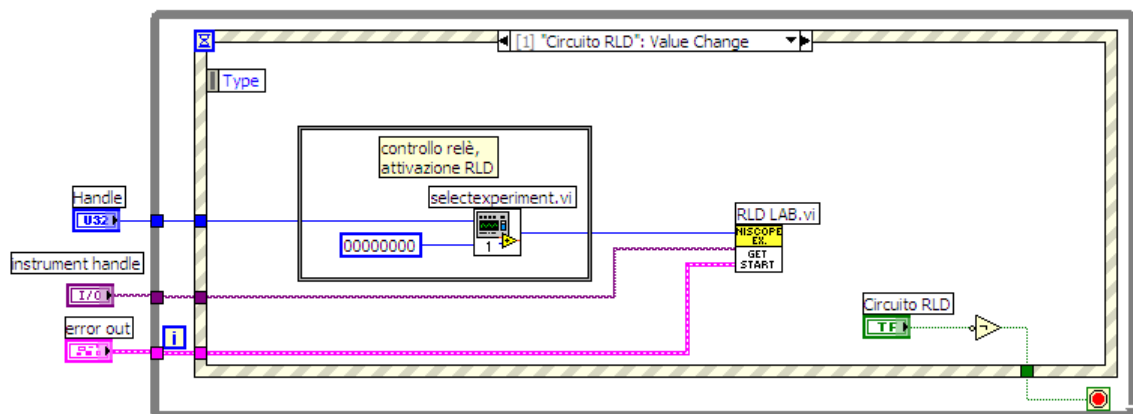 [1] "Circuito RLD": Value Change
Type
controllo relè,
attivazione RLD
Handle
selectexperiment.vi
U32
1
00000000
RLD LAB.vi
NISCOPE
EX.
GET
START
instrument handle
I/O
Circuito RLD
TF
error out
i